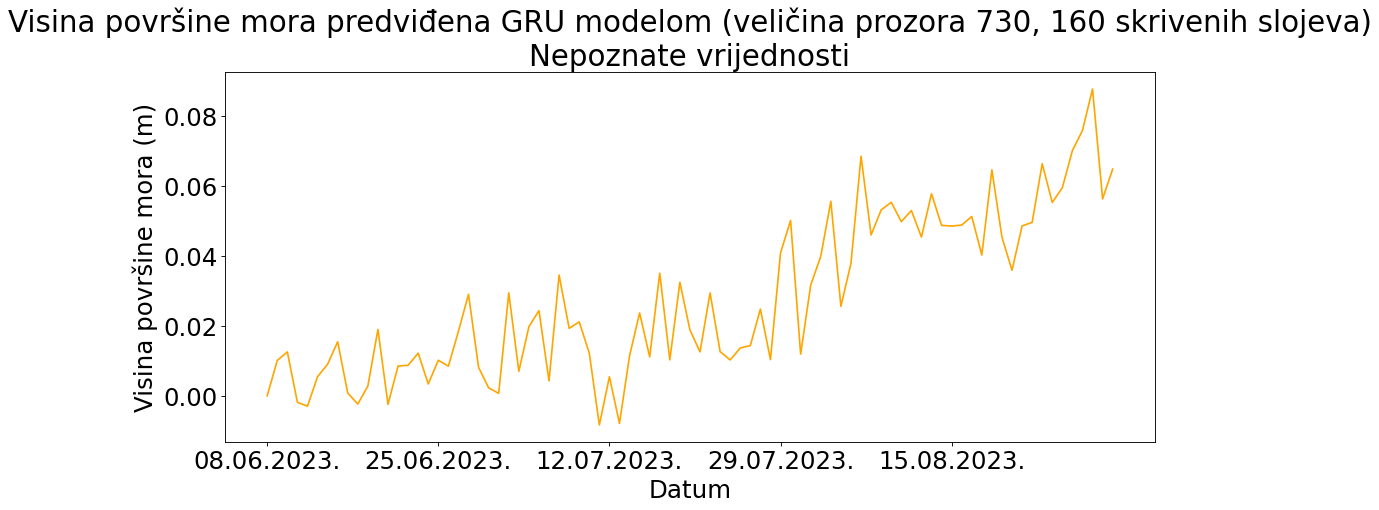 Visina površine mora predviđena GRU modelom (veličina prozora 730, 160 skrivenih slojeva)
Nepoznate vrijednosti
Visina površine mora (m)
0.08
0.06
0.04
0.02
0.00
08.06.2023. 25.06.2023. 12.07.2023. 29.07.2023. 15.08.2023.
Datum